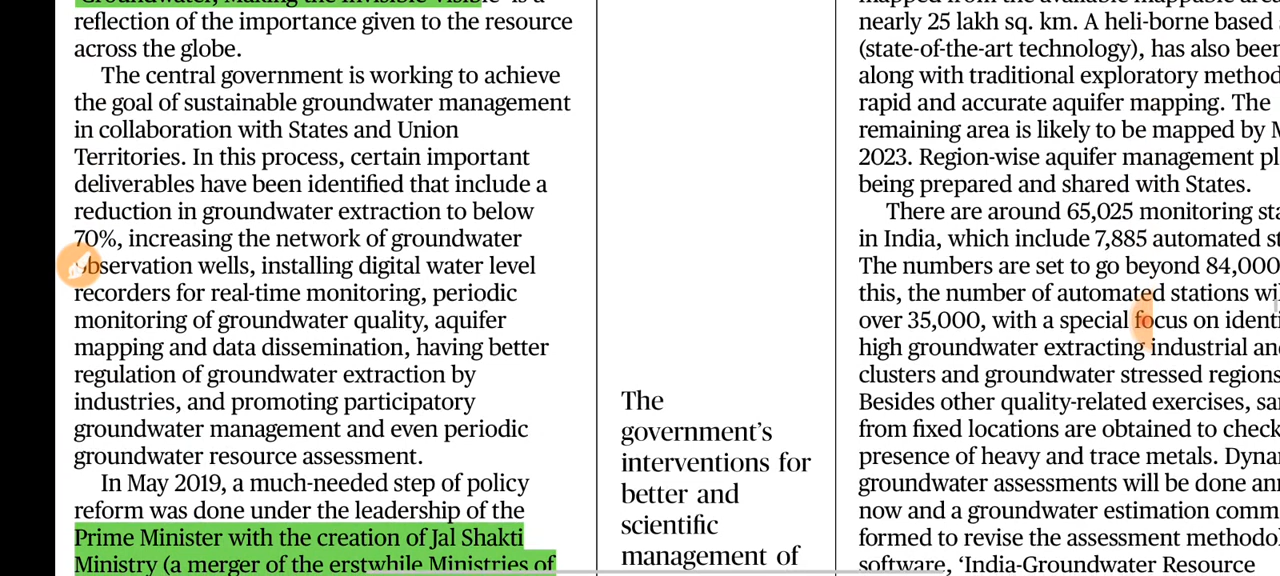 reflection of the importance given to the resource
across the globe.
The central government is working to achieve
the goal of sustainable groundwater management
in collaboration with States and Union
Territories. In this process, certain important
deliverables have been identified that include a
reduction in groundwater extraction to below
70%, increasing the network of groundwater
observation wells, installing digital water level
recorders for real-time monitoring, periodic
monitoring of groundwater quality, aquifer
mapping and data dissemination, having better
regulation of groundwater extraction by
industries, and promoting participatory
groundwater management and even periodic
groundwater resource assessment.
In May 2019, a much-needed step of policy
reform was done under the leadership of the
Prime Minister with the creation of Jal Shakti
Ministry (a merger of the erstwhile Ministries of
The
government’s
interventions for
better and
scientific
management of
nearly 25 lakh sq. km. A heli-borne based
(state-of-the-art technology), has also been
along with traditional exploratory method
rapid and accurate aquifer mapping. The
remaining area is likely to be mapped by M
2023. Region-wise aquifer management pl
being prepared and shared with States.
There are around 65,025 monitoring sta
in India, which include 7,885 automated st
The numbers are set to go beyond 84,000
this, the number of automated stations wi
over 35,000, with a special focus on identi
high groundwater extracting industrial an
clusters and groundwater stressed regions
Besides other quality-related exercises, sa
from fixed locations are obtained to check
presence of heavy and trace metals. Dyna
groundwater assessments will be done an
now and a groundwater estimation comm
formed to revise the assessment methodo
software, ‘India-Groundwater Resource